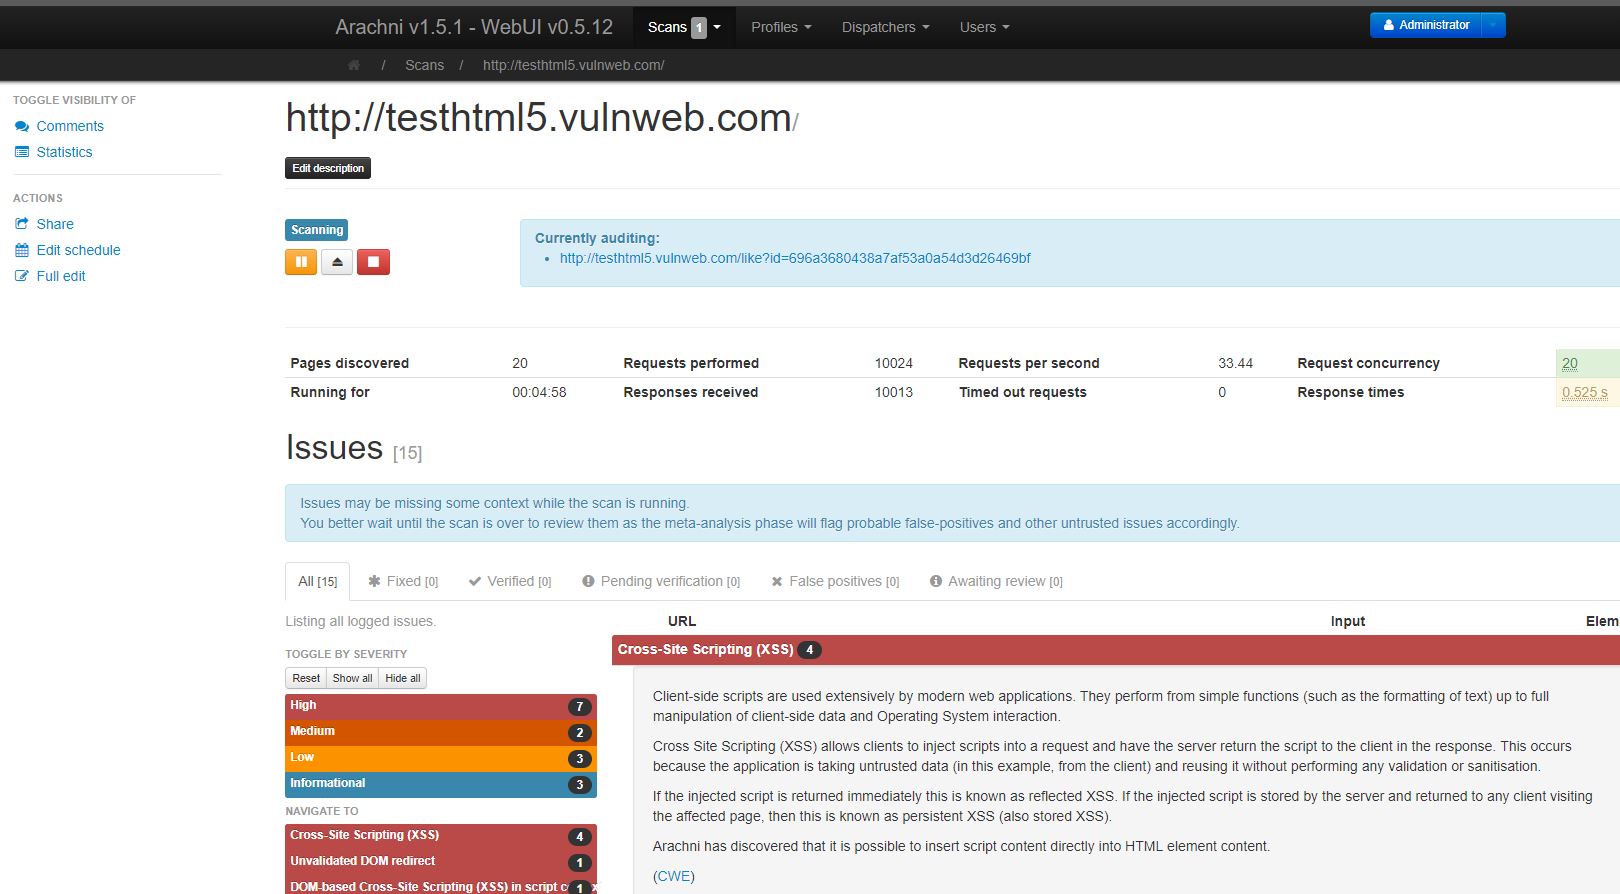 Arachni v1.5.1 - WebUI v0.5.12 Scans 1 Profiles Dispatchers Users Administrator
/ Scans / http://testhtml5.vulnweb.com/
TOGGLE VISIBILITY OF
Comments
Statistics
ACTIONS
Share
Edit schedule
Full edit
http://testhtml5.vulnweb.com/
Edit description
Scanning
Currently auditing:
http://testhtml5.vulnweb.com/like?id=696a3680438a7af53a0a54d3d26469bf
Pages discovered 20 Requests performed 10024 Requests per second 33.44 Request concurrency 20
Running for 00:04:58 Responses received 10013 Timed out requests 0 Response times 0.525 s
Issues [15]
Issues may be missing some context while the scan is running.
You better wait until the scan is over to review them as the meta-analysis phase will flag probable false-positives and other untrusted issues accordingly.
All [15] Fixed [0] Verified [0] Pending verification [0] False positives [0] Awaiting review [0]
Listing all logged issues.
TOGGLE BY SEVERITY
Reset Show all Hide all
High 7
Medium 2
Low 3
Informational 3
NAVIGATE TO
Cross-Site Scripting (XSS) 4
Unvalidated DOM redirect 1
DOM-based Cross-Site Scripting (XSS) in script c 1 x
URL Input Elem
Cross-Site Scripting (XSS) 4
Client-side scripts are used extensively by modern web applications. They perform from simple functions (such as the formatting of text) up to full
manipulation of client-side data and Operating System interaction.
Cross Site Scripting (XSS) allows clients to inject scripts into a request and have the server return the script to the client in the response. This occurs
because the application is taking untrusted data (in this example, from the client) and reusing it without performing any validation or sanitisation.
If the injected script is returned immediately this is known as reflected XSS. If the injected script is stored by the server and returned to any client visiting
the affected page, then this is known as persistent XSS (also stored XSS).
Arachni has discovered that it is possible to insert script content directly into HTML element content.
(CWE)